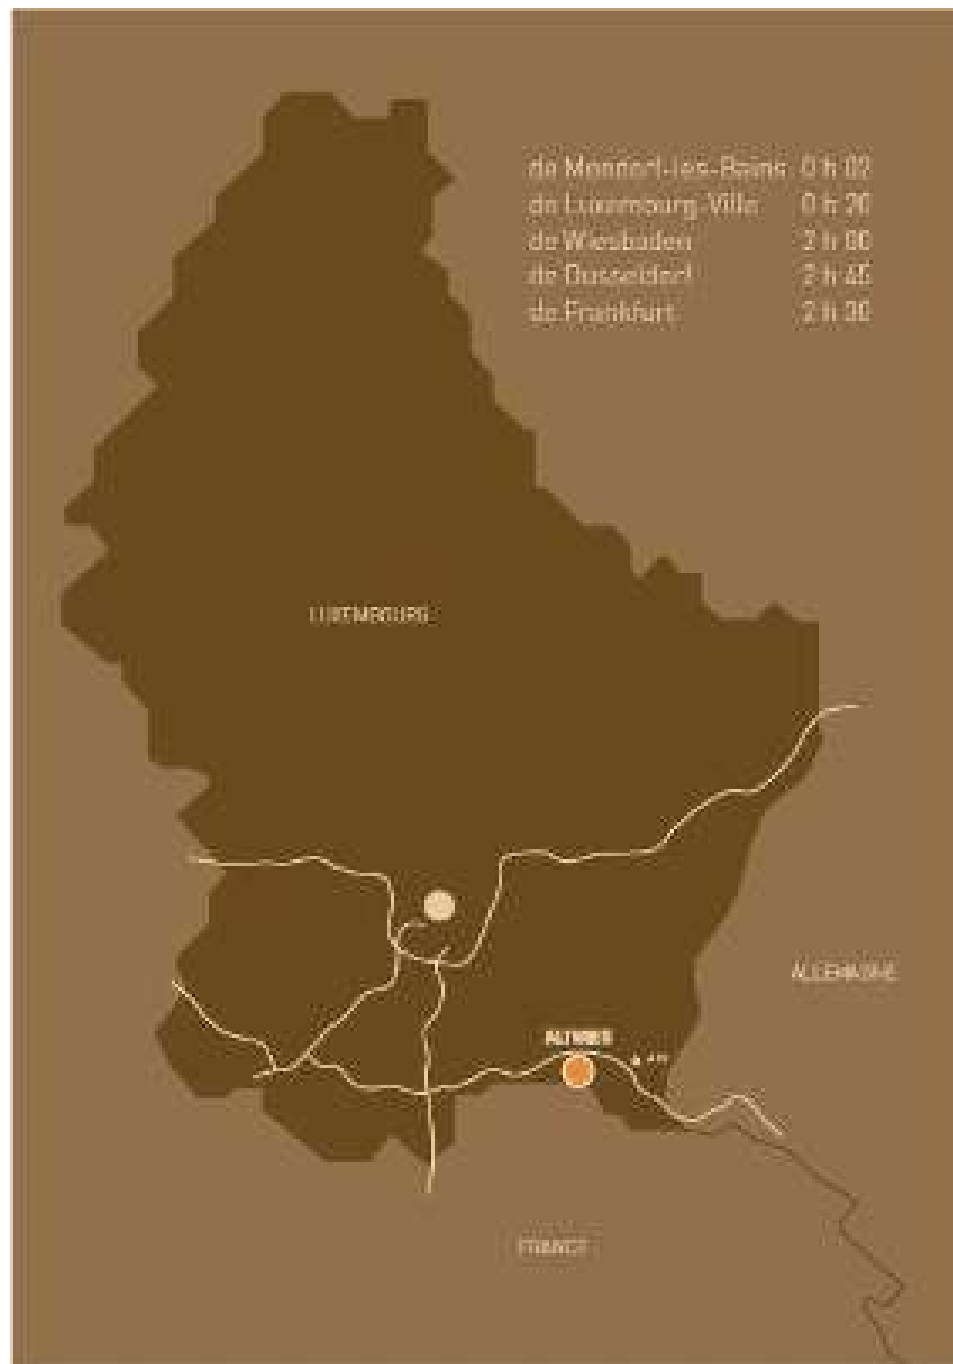 de Mondorf-les-Bains 0 h 02
de Luxembourg-Ville 0 h 20
de Wiesbaden 2 h 00
de Dusseldorf 2 h 45
de Frankfurt 2 h 30
LUXEMBOURG
ALLEMAGNE
FRANCE